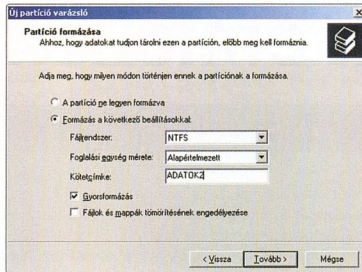 Új partíció varázsló
Partíció formázása
Ahhoz, hogy adatokat tudjon tárolni ezen a partíción, előbb meg kell formáznia.
Adja meg, hogy milyen módon történjen ennek a partíciónak a formázása.
A partíció ne legyen formázva
Formázás a következő beállításokkal:
Fájlrendszer: NTFS
Foglalási egység mérete: Alapértelmezett
Kötetcímke: ADATOK2
Gyorsformázás
Fájlok és mappák tömörítésének engedélyezése
< Vissza Tovább > Mégse